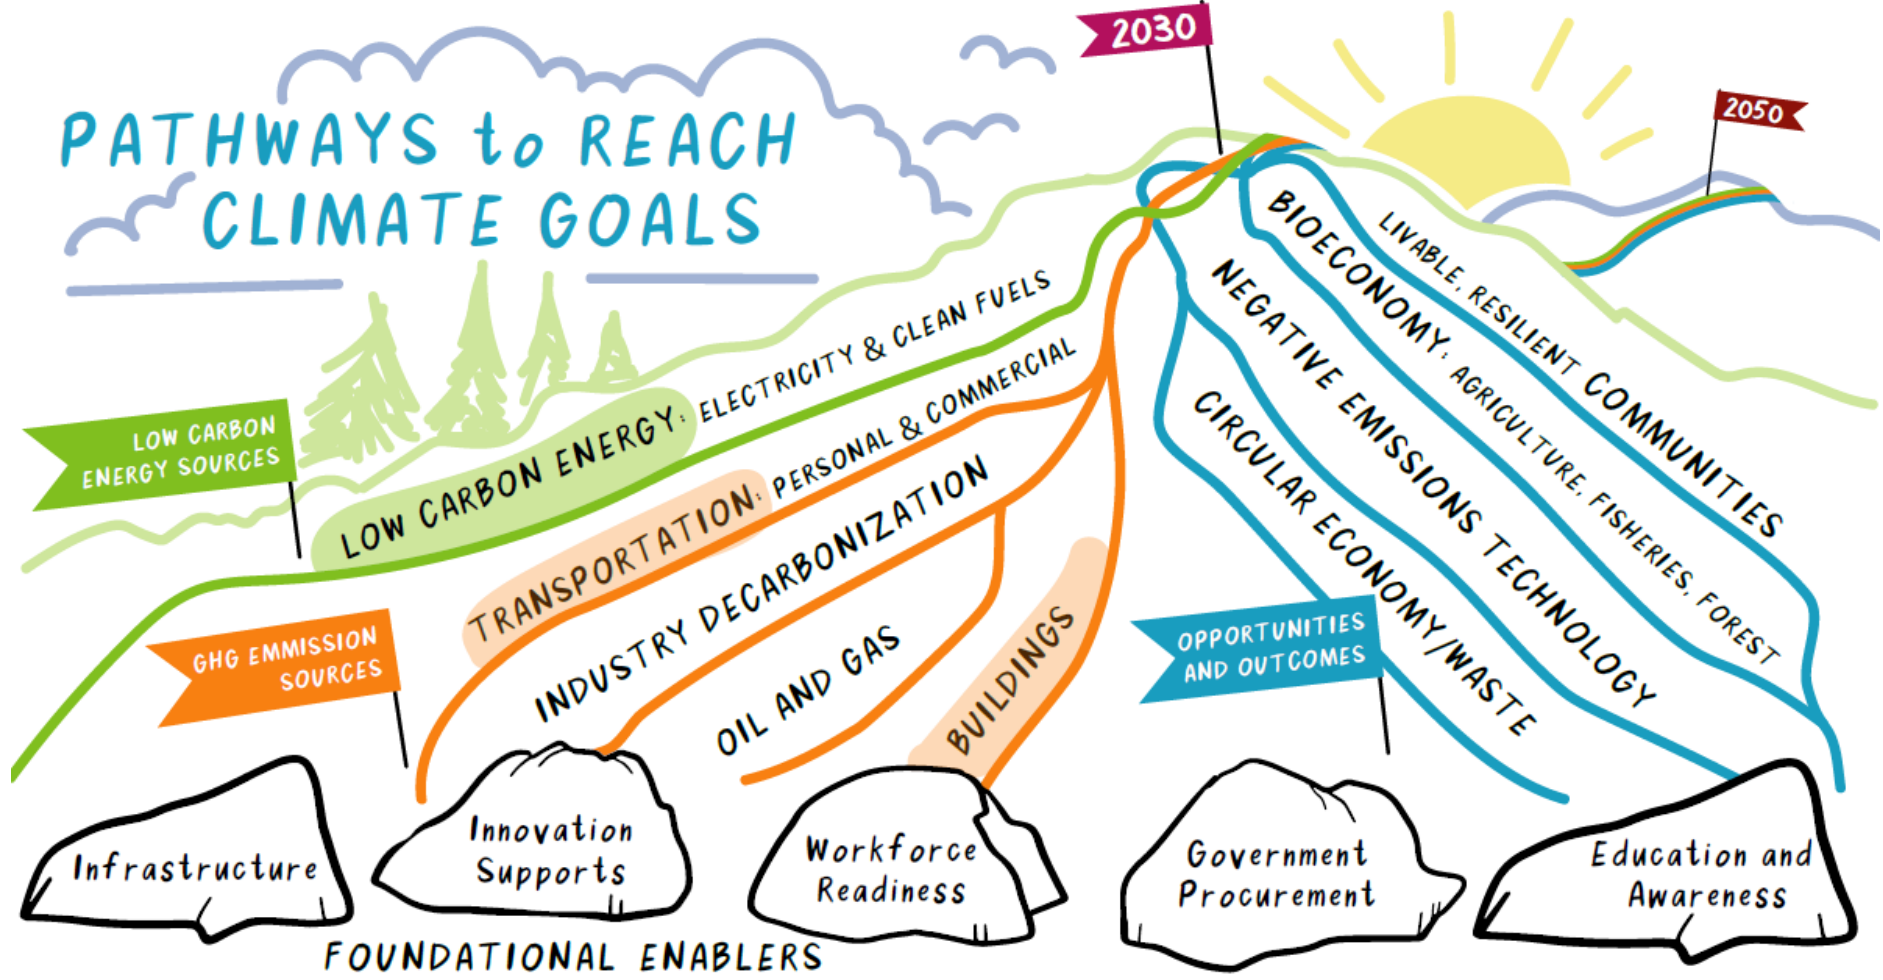 PATHWAYS to REACH
CLIMATE GOALS
2030
2050
LOW CARBON
ENERGY SOURCES
LOW CARBON ENERGY: ELECTRICITY & CLEAN FUELS
GHG EMMISSION
SOURCES
TRANSPORTATION: PERSONAL & COMMERCIAL
INDUSTRY DECARBONIZATION
OIL AND GAS
BUILDINGS
OPPORTUNITIES
AND OUTCOMES
CIRCULAR ECONOMY/WASTE
NEGATIVE EMISSIONS TECHNOLOGY
BIOECONOMY: AGRICULTURE, FISHERIES, FOREST
LIVABLE, RESILIENT COMMUNITIES
Infrastructure
Innovation
Supports
Workforce
Readiness
Government
Procurement
Education and
Awareness
FOUNDATIONAL ENABLERS